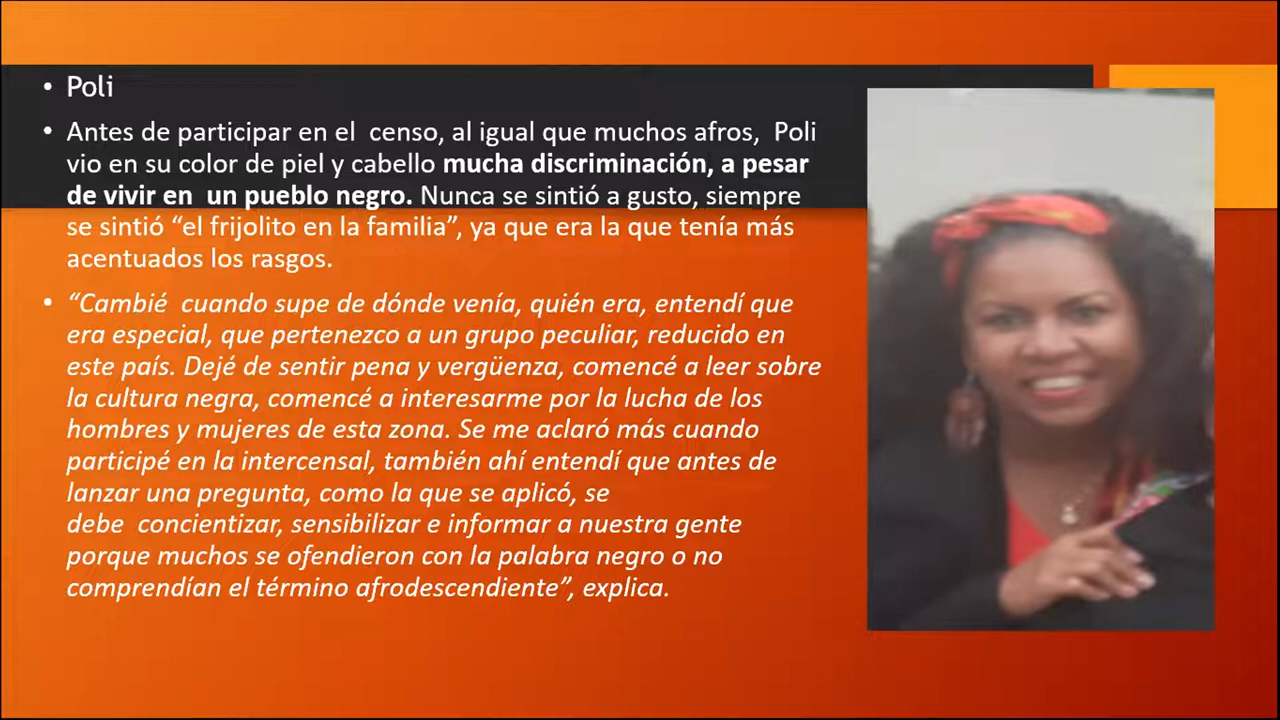 • Poli
• Antes de participar en el  censo, al igual que muchos afros,  Poli
vio en su color de piel y cabello mucha discriminación, a pesar
de vivir en  un pueblo negro. Nunca se sintió a gusto, siempre
se sintió “el frijolito en la familia”, ya que era la que tenía más
acentuados los rasgos.
• “Cambié  cuando supe de dónde venía, quién era, entendí que
era especial, que pertenezco a un grupo peculiar, reducido en
este país. Dejé de sentir pena y vergüenza, comencé a leer sobre
la cultura negra, comencé a interesarme por la lucha de los
hombres y mujeres de esta zona. Se me aclaró más cuando
participé en la intercensal, también ahí entendí que antes de
lanzar una pregunta, como la que se aplicó, se
debe  concientizar, sensibilizar e informar a nuestra gente
porque muchos se ofendieron con la palabra negro o no
comprendían el término afrodescendiente”, explica.